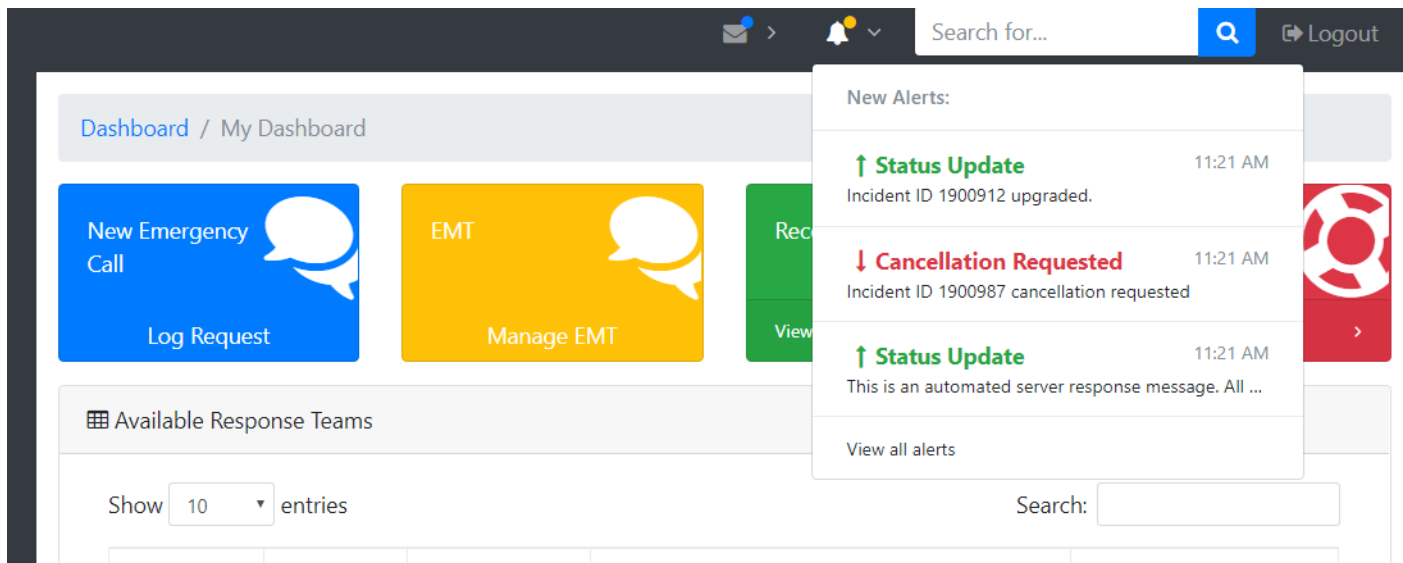 Search for...
Logout
Dashboard / My Dashboard
New Emergency
Call
Log Request
EMT
Manage EMT
View
New Alerts:
Status Update 11:21 AM
Incident ID 1900912 upgraded.
Cancellation Requested 11:21 AM
Incident ID 1900987 cancellation requested
Status Update 11:21 AM
This is an automated server response message. All ...
View all alerts
Available Response Teams
Show 10 entries
Search: